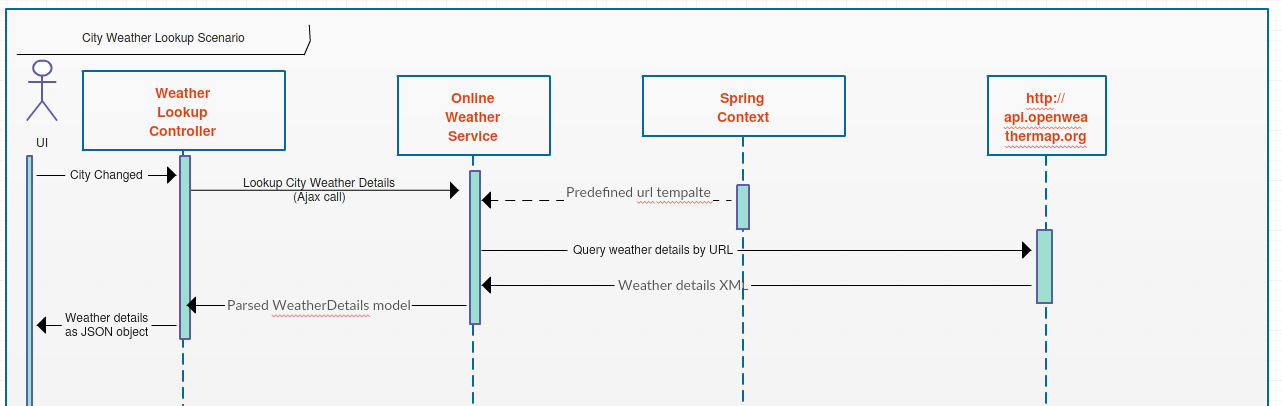 City Weather Lookup Scenario
UI
Weather
Lookup
Controller
Online
Weather
Service
Spring
Context
http://
api.openwea
thermap.org
City Changed
Lookup City Weather Details
(Ajax call)
Predefined url tempalte
Query weather details by URL
Weather details XML
Parsed WeatherDetails model
Weather details
as JSON object